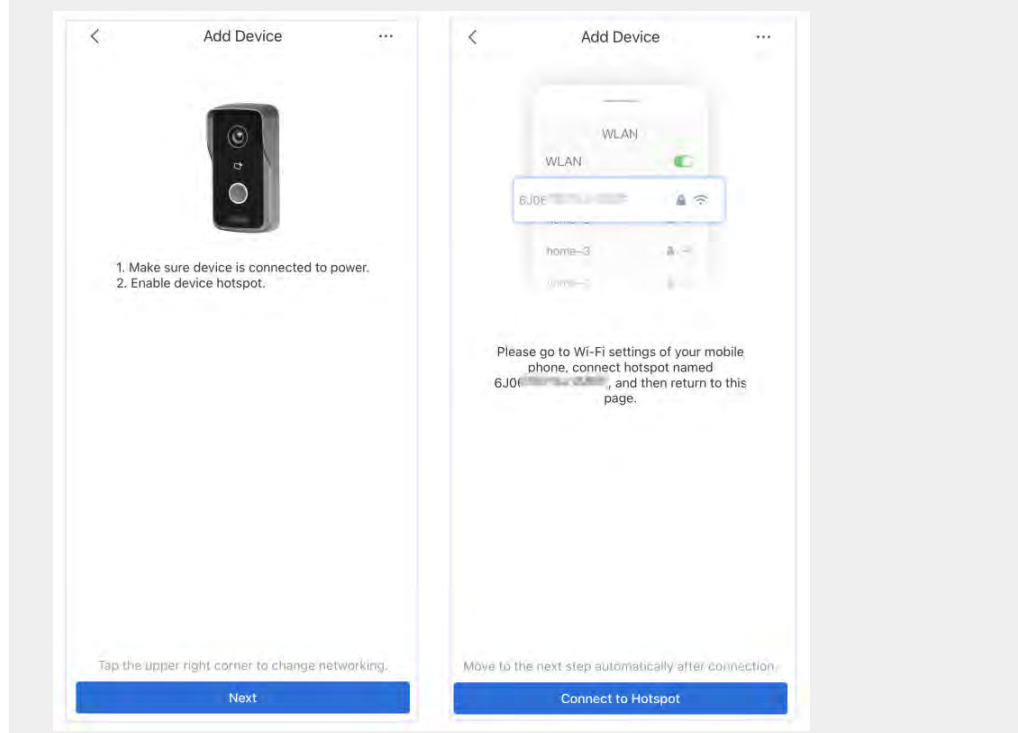 Add Device
...
1. Make sure device is connected to power.
2. Enable device hotspot.
Tap the upper right corner to change networking.
Next
Add Device
...
WLAN
WLAN
home-3
Please go to Wi-Fi settings of your mobile
phone, connect hotspot named
, and then return to this
page.
Move to the next step automatically after connection.
Connect to Hotspot